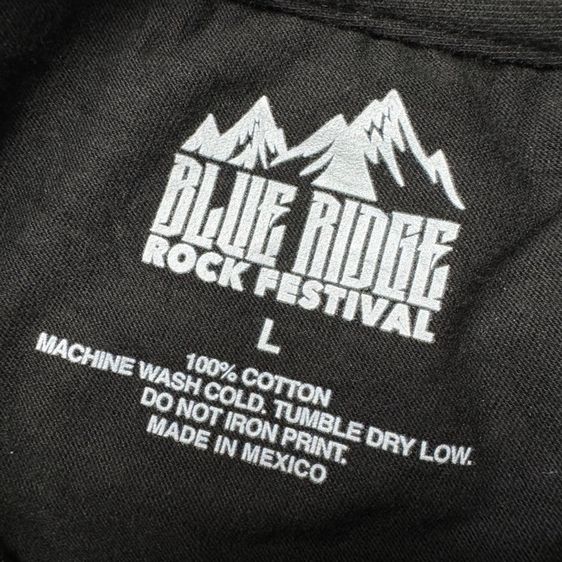 BLUE RIDGE
ROCK FESTIVAL
L
100% COTTON
MACHINE WASH COLD. TUMBLE DRY LOW.
DO NOT IRON PRINT.
MADE IN MEXICO